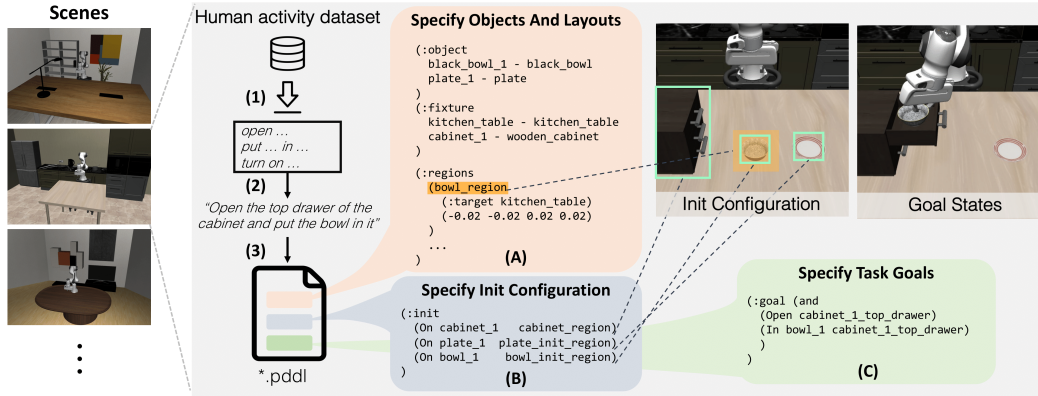 Scenes
Human activity dataset
(1)
open ...
put ... in ...
turn on ...
(2)
“Open the top drawer of the
cabinet and put the bowl in it”
(3)
*.pddl
Specify Objects And Layouts
(:object
black_bowl_1 - black_bowl
plate_1 - plate
)
(:fixture
kitchen_table - kitchen_table
cabinet_1 - wooden_cabinet
)
(:regions
(bowl_region
(:target kitchen_table)
(-0.02 -0.02 0.02 0.02)
)
...
)
(A)
Specify Init Configuration
(:init
(On cabinet_1 cabinet_region)
(On plate_1 plate_init_region)
(On bowl_1 bowl_init_region)
)
(B)
Init Configuration
Goal States
Specify Task Goals
(:goal (and
(Open cabinet_1_top_drawer)
(In bowl_1 cabinet_1_top_drawer)
)
)
(C)